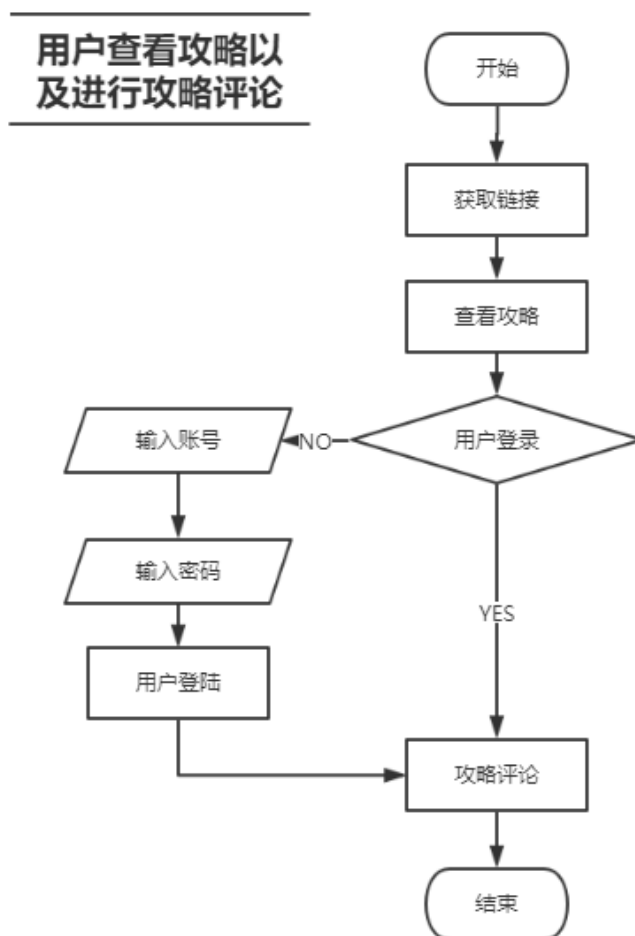 用户查看攻略以
及进行攻略评论
开始
获取链接
查看攻略
用户登录
NO
输入账号
输入密码
用户登陆
YES
攻略评论
结束